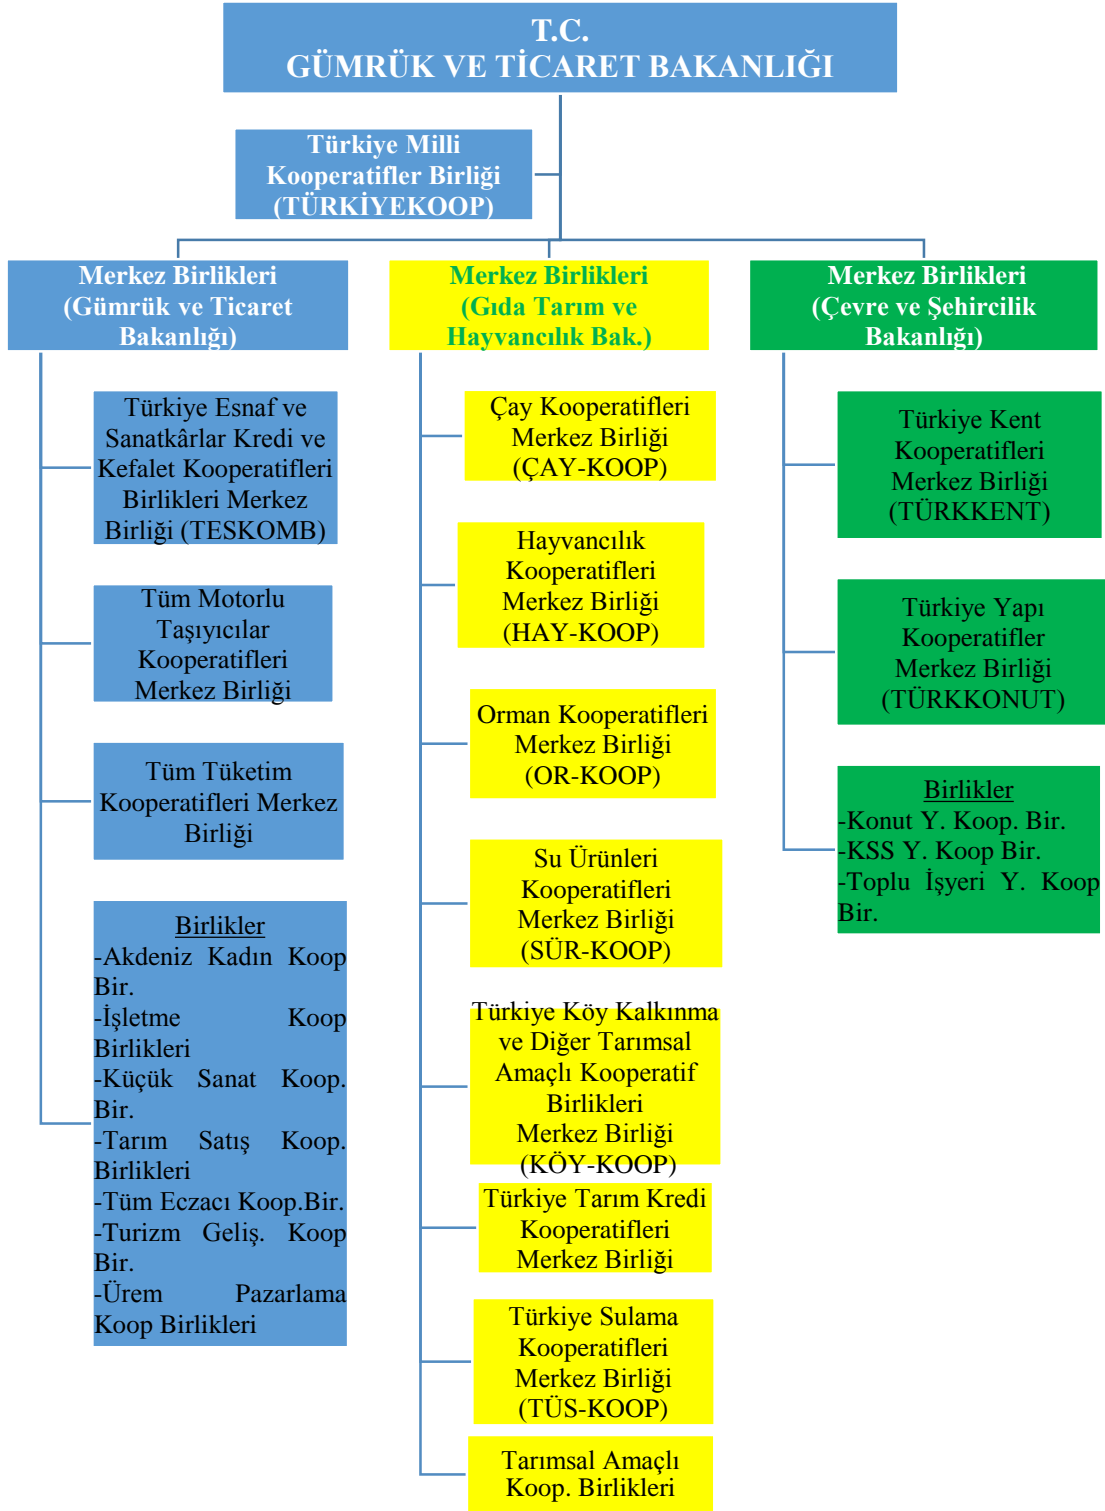 T.C.
GÜMRÜK VE TİCARET BAKANLIĞI
Türkiye Milli
Kooperatifler Birliği
(TÜRKİYEKOOP)
Merkez Birlikleri
(Gümrük ve Ticaret
Bakanlığı)
Türkiye Esnaf ve
Sanatkârlar Kredi ve
Kefalet Kooperatifleri
Birlikleri Merkez
Birliği (TESKOMB)
Tüm Motorlu
Taşıyıcılar
Kooperatifleri
Merkez Birliği
Tüm Tüketim
Kooperatifleri Merkez
Birliği
Birlikler
-Akdeniz Kadın Koop
Bir.
-İşletme Koop
Birlikleri
-Küçük Sanat Koop.
Bir.
-Tarım Satış Koop.
Birlikleri
-Tüm Eczacı Koop.Bir.
-Turizm Geliş. Koop
Bir.
-Ürem Pazarlama
Koop Birlikleri
Merkez Birlikleri
(Gıda Tarım ve
Hayvancılık Bak.)
Çay Kooperatifleri
Merkez Birliği
(ÇAY-KOOP)
Hayvancılık
Kooperatifleri
Merkez Birliği
(HAY-KOOP)
Orman Kooperatifleri
Merkez Birliği
(OR-KOOP)
Su Ürünleri
Kooperatifleri
Merkez Birliği
(SÜR-KOOP)
Türkiye Köy Kalkınma
ve Diğer Tarımsal
Amaçlı Kooperatif
Birlikleri
Merkez Birliği
(KÖY-KOOP)
Türkiye Tarım Kredi
Kooperatifleri
Merkez Birliği
Türkiye Sulama
Kooperatifleri
Merkez Birliği
(TÜS-KOOP)
Tarımsal Amaçlı
Koop. Birlikleri
Merkez Birlikleri
(Çevre ve Şehircilik
Bakanlığı)
Türkiye Kent
Kooperatifleri
Merkez Birliği
(TÜRKKENT)
Türkiye Yapı
Kooperatifler
Merkez Birliği
(TÜRKKONUT)
Birlikler
-Konut Y. Koop. Bir.
-KSS Y. Koop Bir.
-Toplu İşyeri Y. Koop
Bir.